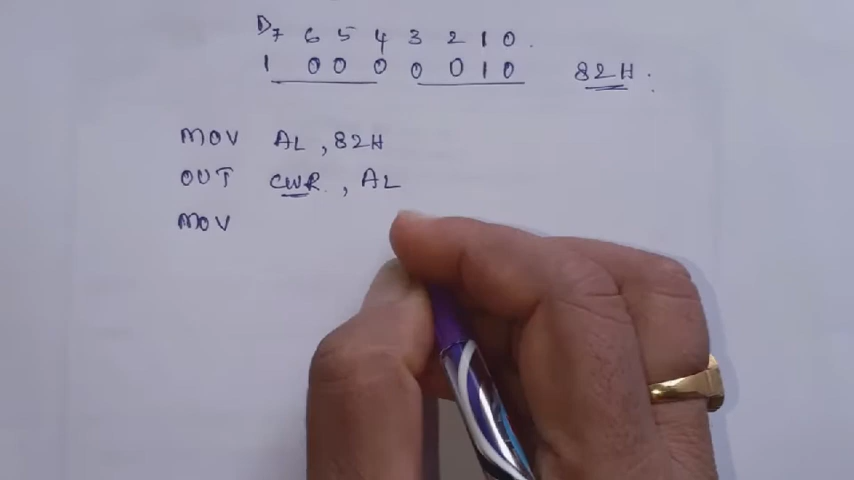 D7 6 5 4 3 2 1 0 .
1 0 0 0 0 0 1 0 82H .
MOV AL , 82H
OUT CWR . , AL
MOV